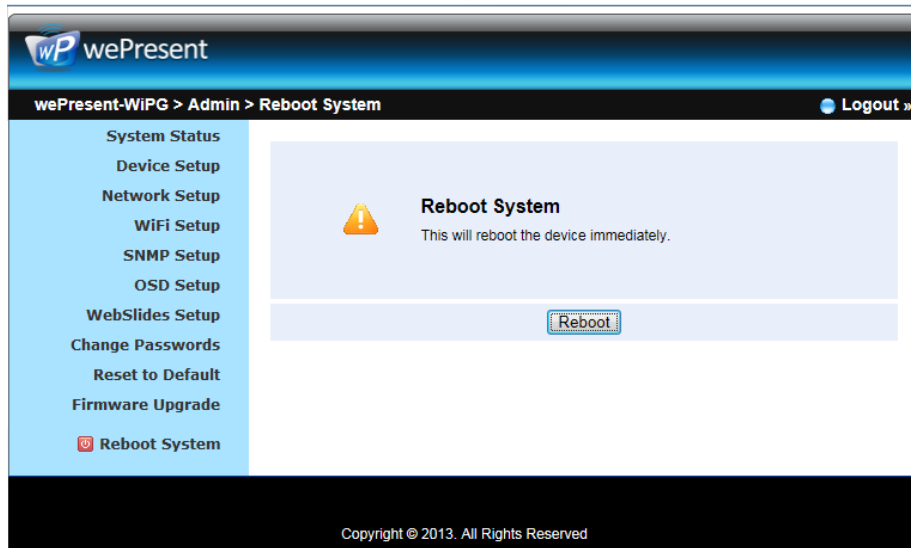 wP wePresent
wePresent-WiPG > Admin > Reboot System
Logout »
System Status
Device Setup
Network Setup
WiFi Setup
SNMP Setup
OSD Setup
WebSlides Setup
Change Passwords
Reset to Default
Firmware Upgrade
Reboot System
Reboot System
This will reboot the device immediately.
Reboot
Copyright © 2013. All Rights Reserved